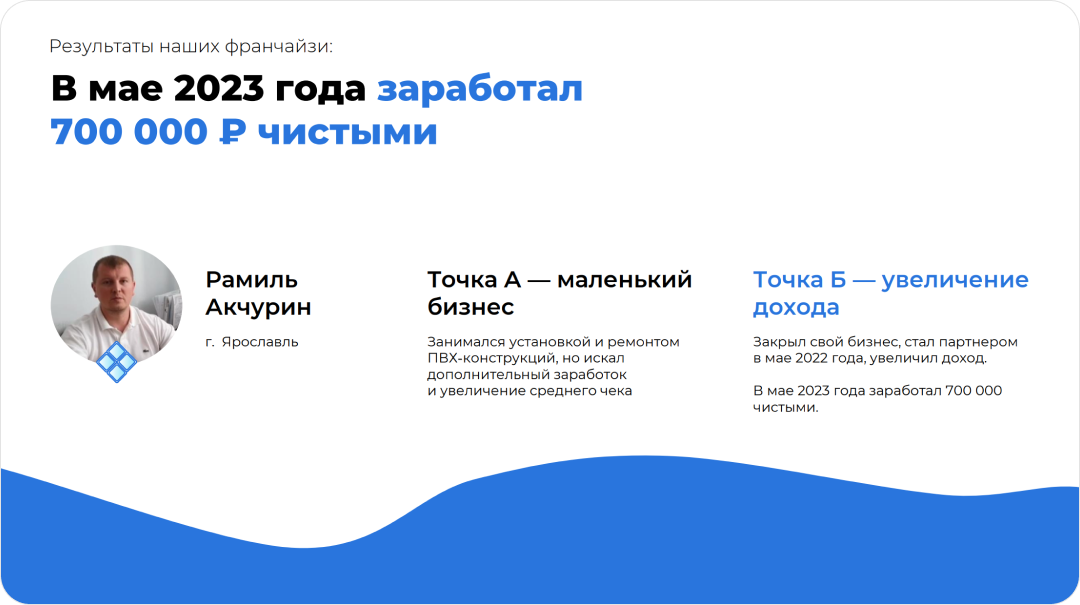 Результаты наших франчайзи:
В мае 2023 года заработал
700 000 ₽ чистыми
Рамиль
Акчурин
г. Ярославль
Точка А — маленький
бизнес
Занимался установкой и ремонтом
ПВХ-конструкций, но искал
дополнительный заработок
и увеличение среднего чека
Точка Б — увеличение
дохода
Закрыл свой бизнес, стал партнером
в мае 2022 года, увеличил доход.
В мае 2023 года заработал 700 000
чистыми.